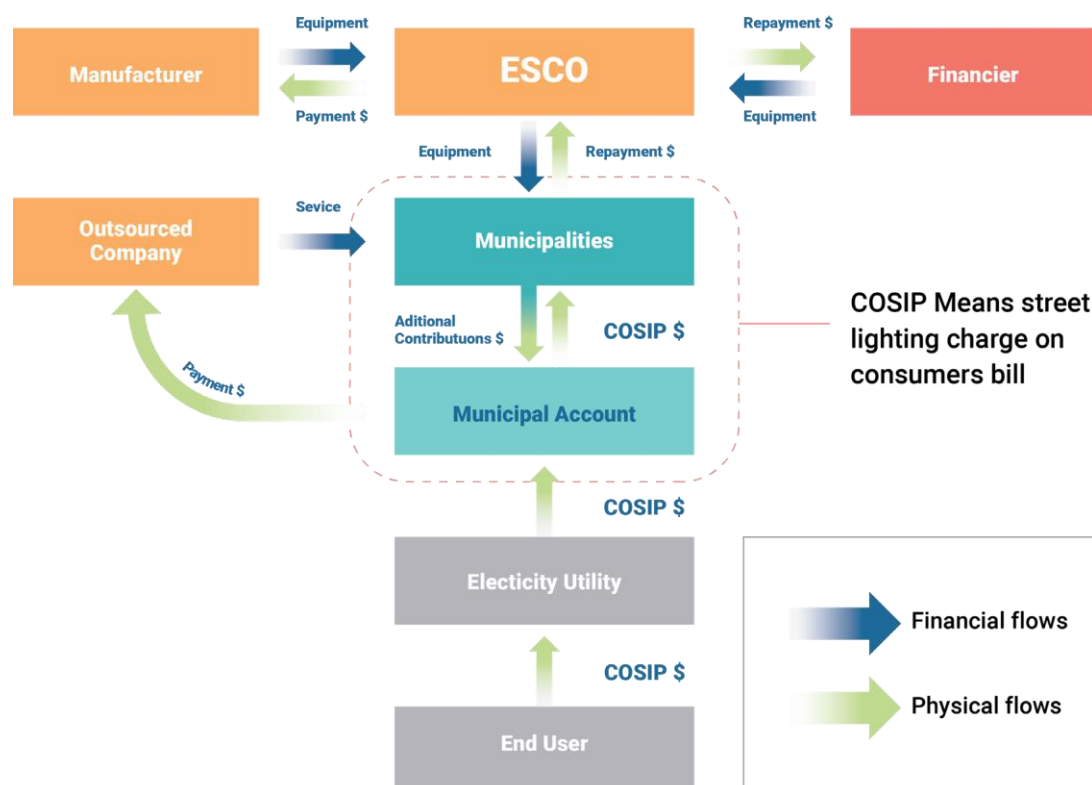 Equipment
Repayment $
Manufacturer
ESCO
Financier
Payment $
Equipment
Equipment
Repayment $
Sevice
Outsourced
Company
Municipalities
Aditional
Contributuons $
COSIP $
COSIP Means street
lighting charge on
consumers bill
Payment $
Municipal Account
COSIP $
Electicity Utility
Financial flows
COSIP $
Physical flows
End User